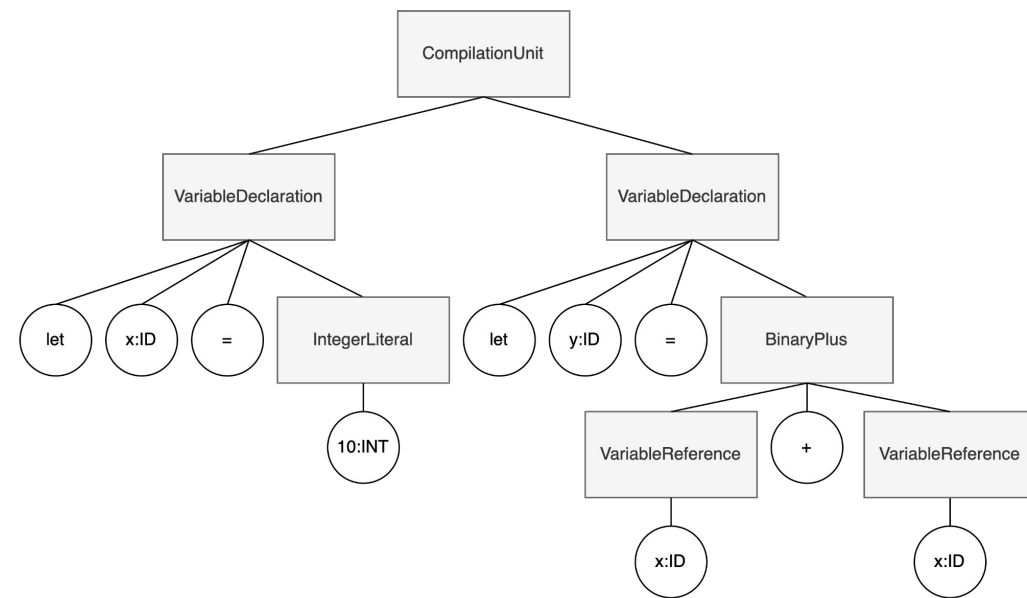 CompilationUnit
VariableDeclaration
VariableDeclaration
let
x:ID
=
IntegerLiteral
let
y:ID
=
BinaryPlus
10:INT
VariableReference
+
VariableReference
x:ID
x:ID